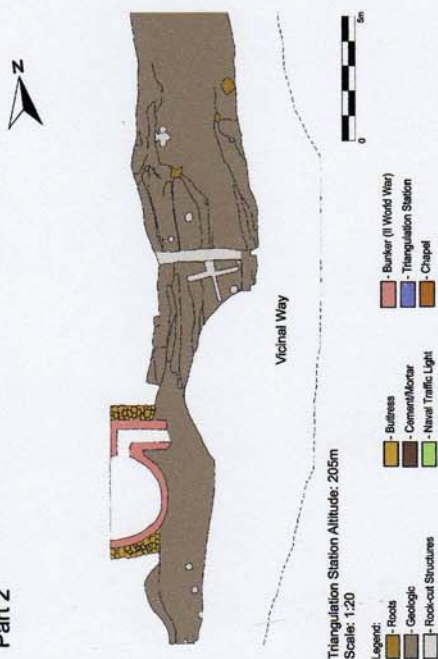 Part 2
N
Vicinal Way
Triangulation Station Altitude: 205m
Scale: 1:20
0
5m
Legend:
- Roots
- Geologic
- Rock-cut Structures
- Buttress
- Cement/Mortar
- Naval Traffic Light
- Bunker (II World War)
- Triangulation Station
- Chapel